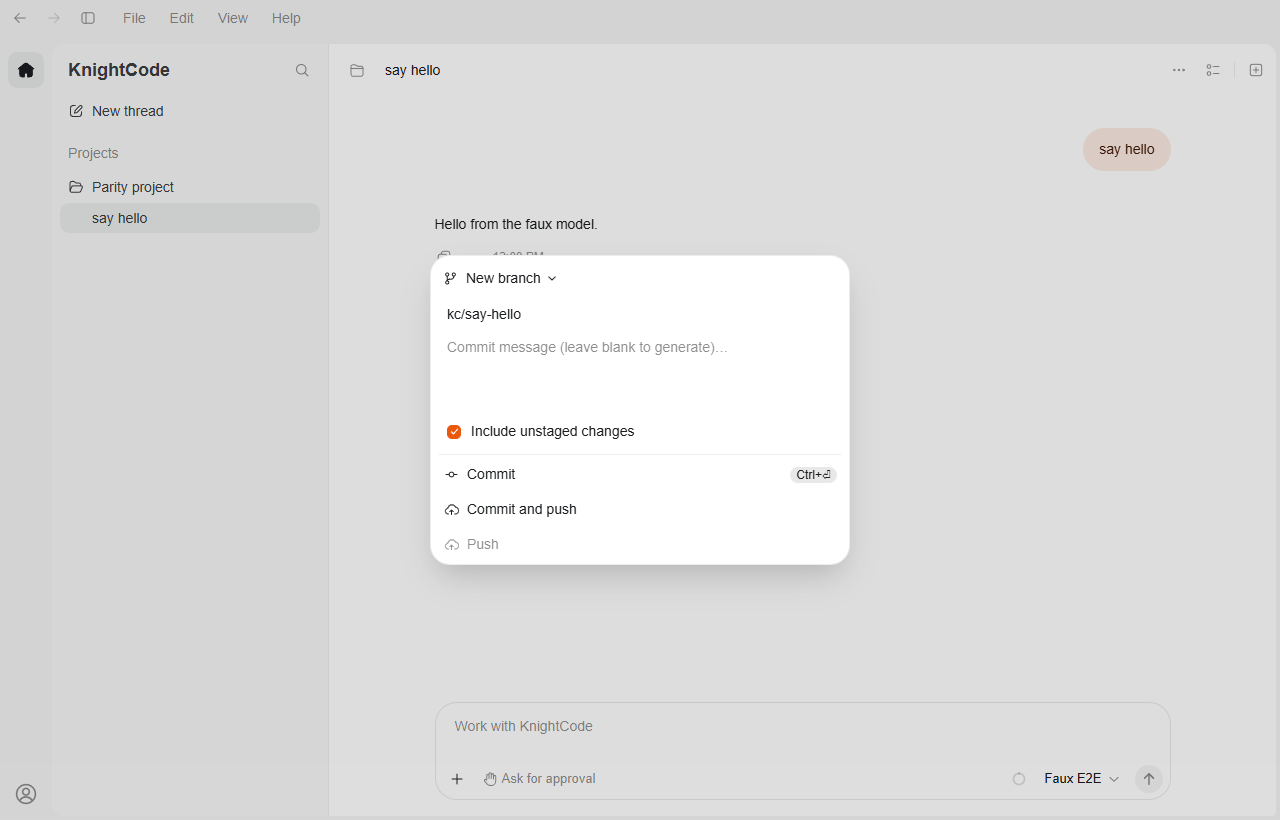 File Edit View Help
KnightCode
New thread
Projects
Parity project
say hello
say hello
say hello
Hello from the faux model.
New branch
kc/say-hello
Commit message (leave blank to generate)…
Include unstaged changes
Commit Ctrl+⏎
Commit and push
Push
Work with KnightCode
Ask for approval
Faux E2E